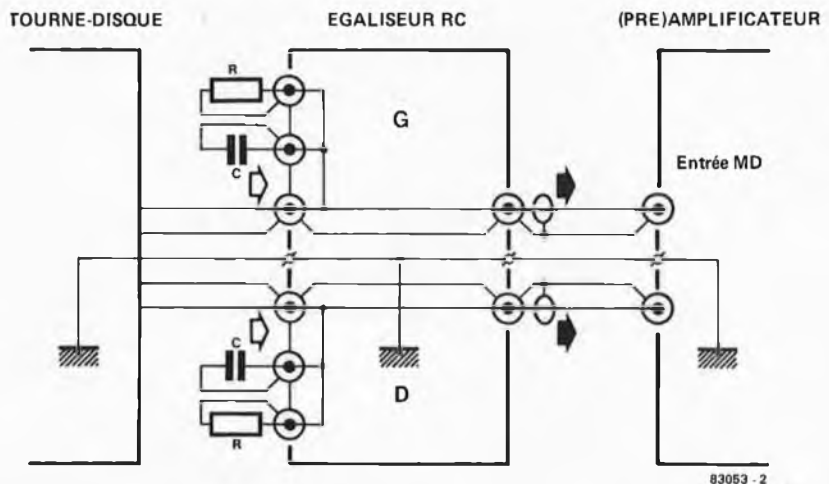 TOURNE-DISQUE EGALISEUR RC (PRE)AMPLIFICATEUR
R
G
C
Entrée MD
C
D
R
83053 - 2